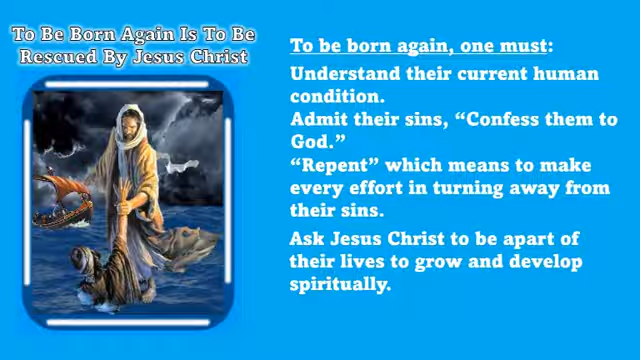 To Be Born Again Is To Be
Rescued By Jesus Christ
To be born again, one must:
Understand their current human
condition.
Admit their sins, “Confess them to
God.”
“Repent” which means to make
every effort in turning away from
their sins.
Ask Jesus Christ to be apart of
their lives to grow and develop
spiritually.